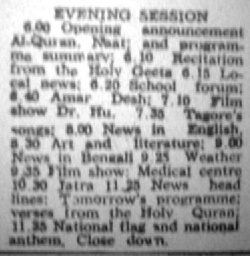 EVENING SESSION
6.00 Opening announcement
Al-Quran, Naat; and program-
me summary; 6.10 Recitation
from the Holy Geeta 6.15 Lo-
cal news; 6.20 School forum;
6.40 Amar Desh; 7.10 Film
show Dr. Hu. 7.35 Tagore's
songs; 8.00 News in English
8.30 Art and literature; 9.00
News in Bengali 9.25 Weather
9.35 Film show; Medical centre
10.30 Jatra 11.25 News head
lines; Tomorrow's programme;
verses from the Holy Quran;
11.35 National flag and national
anthem, Close down.